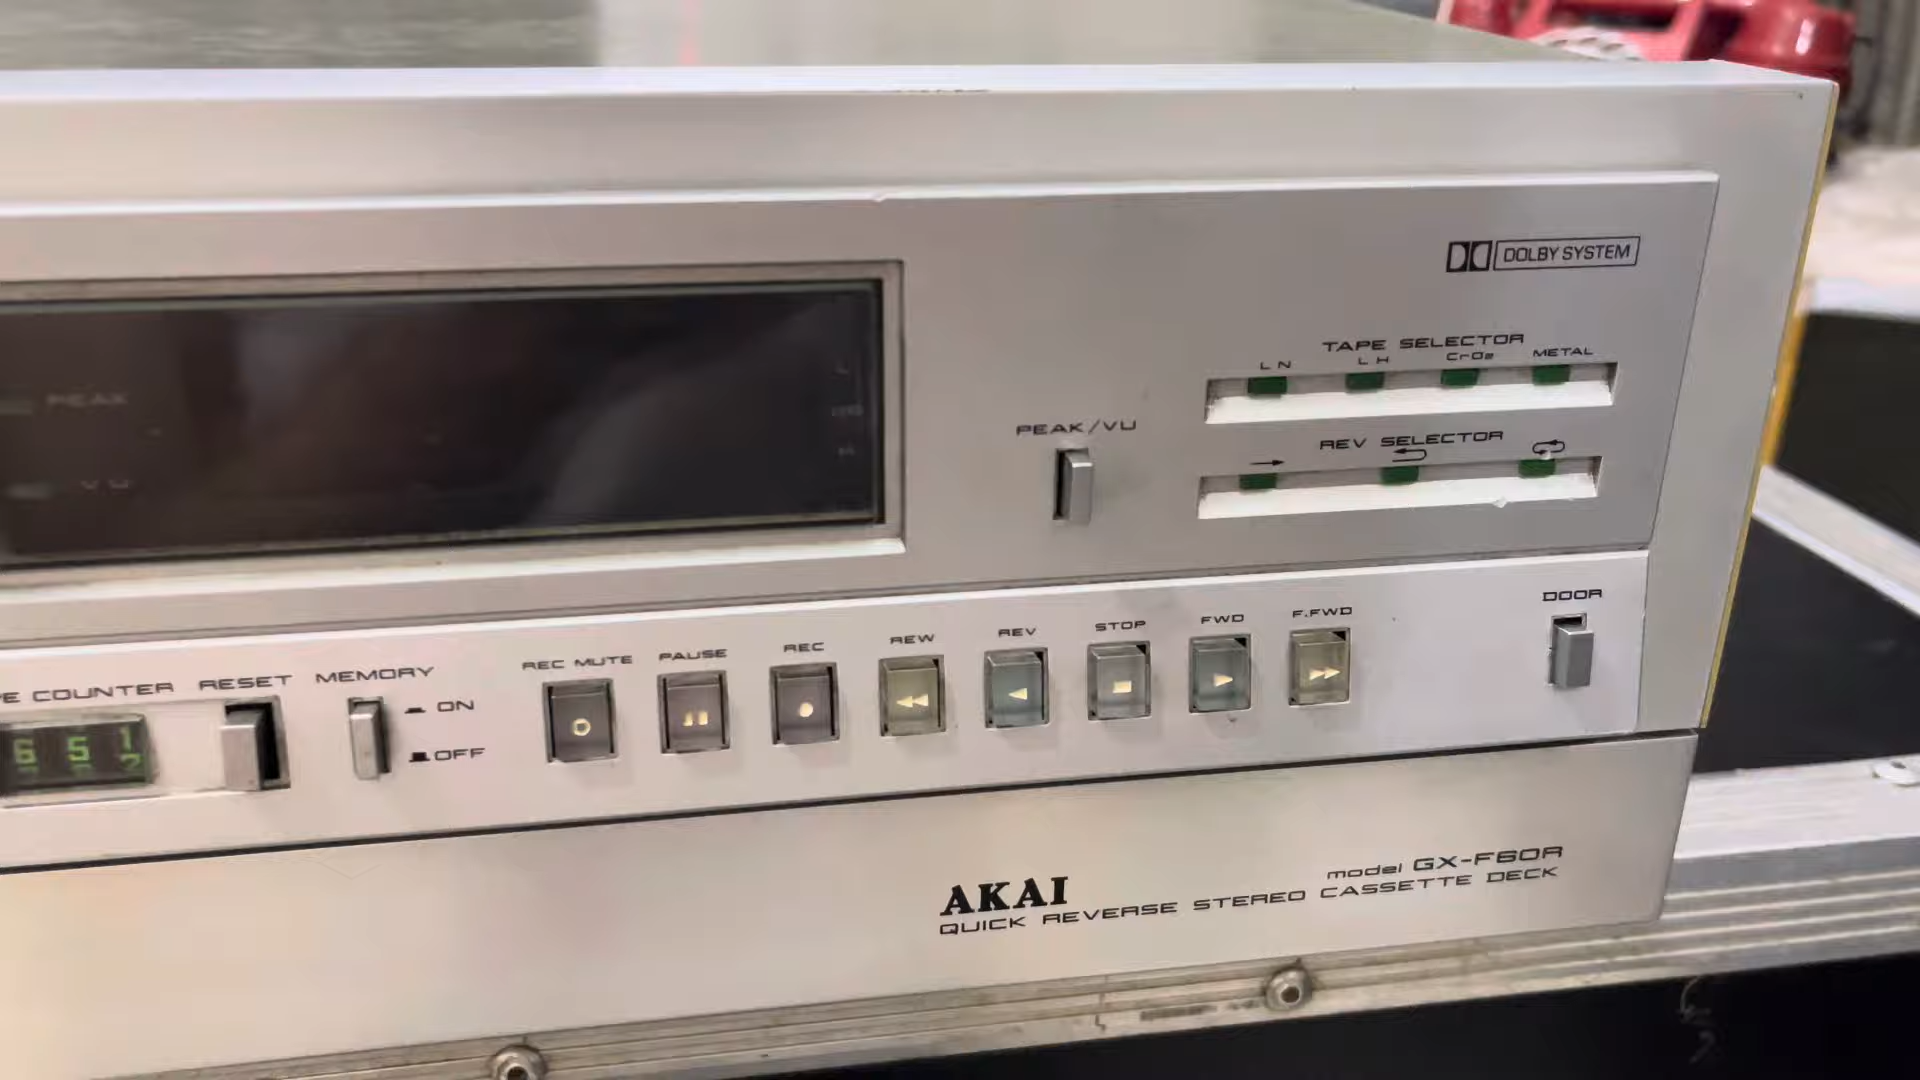 DOLBY SYSTEM
TAPE SELECTOR
LN LH CrO₂ METAL
PEAK
VU
PEAK/VU
REV SELECTOR
DOOR
REC MUTE PAUSE REC REW REV STOP FWD F.FWD
COUNTER RESET MEMORY
ON
OFF
651
AKAI
model GX-F60R
QUICK REVERSE STEREO CASSETTE DECK